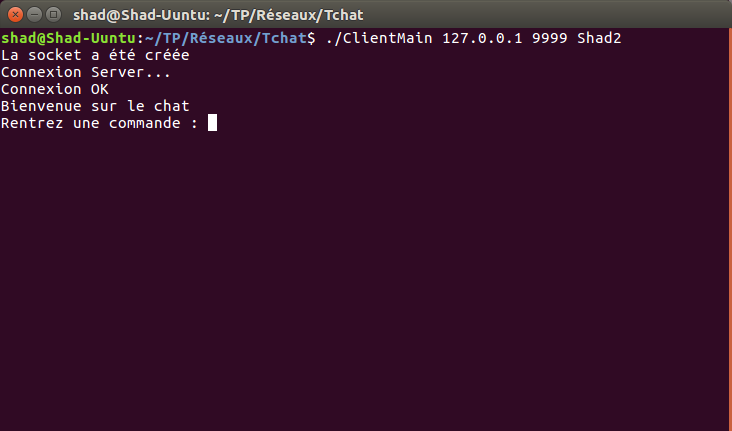 shad@Shad-Uuntu: ~/TP/Réseaux/Tchat
shad@Shad-Uuntu:~/TP/Réseaux/Tchat$ ./ClientMain 127.0.0.1 9999 Shad2
La socket a été créée
Connexion Server...
Connexion OK
Bienvenue sur le chat
Rentrez une commande :